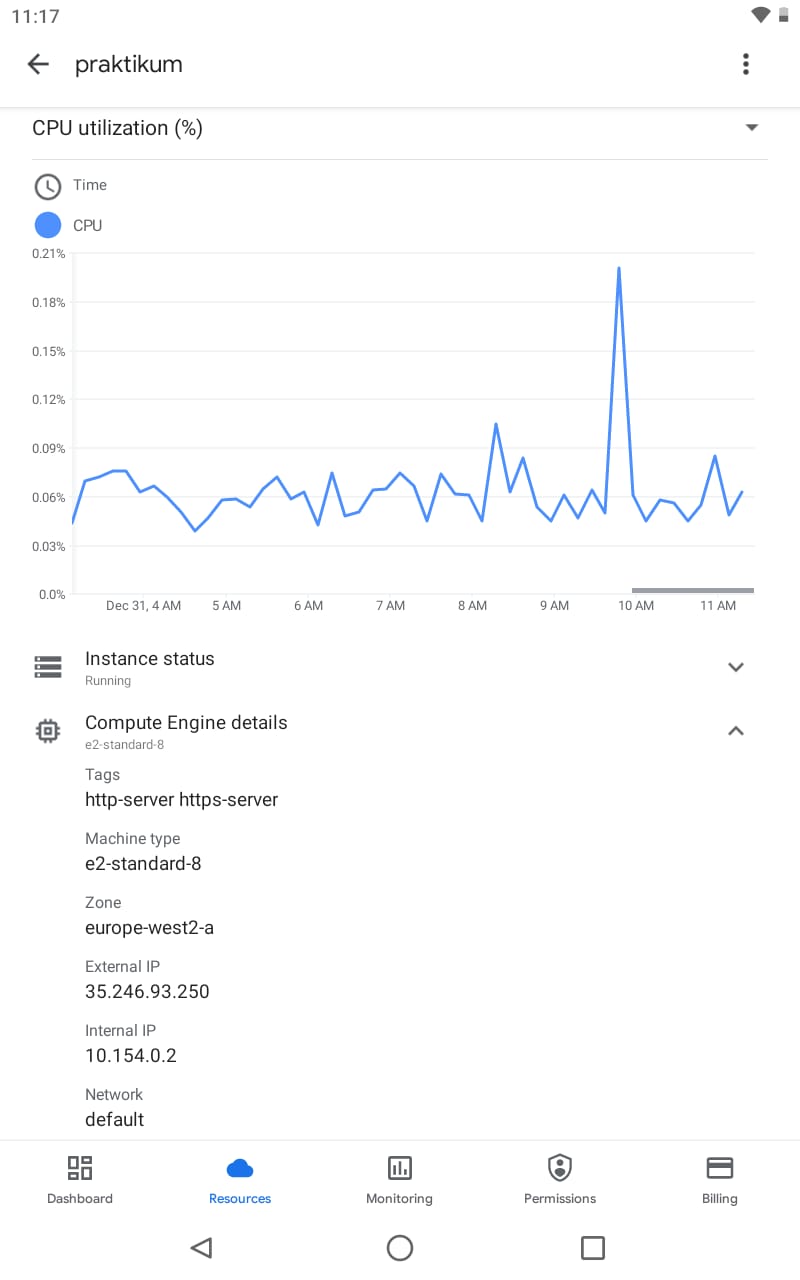 11:17
praktikum
CPU utilization (%)
Time
CPU
0.21%
0.18%
0.15%
0.12%
0.09%
0.06%
0.03%
0.0%
Dec 31, 4 AM 5 AM 6 AM 7 AM 8 AM 9 AM 10 AM 11 AM
Instance status
Running
Compute Engine details
e2-standard-8
Tags
http-server https-server
Machine type
e2-standard-8
Zone
europe-west2-a
External IP
35.246.93.250
Internal IP
10.154.0.2
Network
default
Dashboard Resources Monitoring Permissions Billing